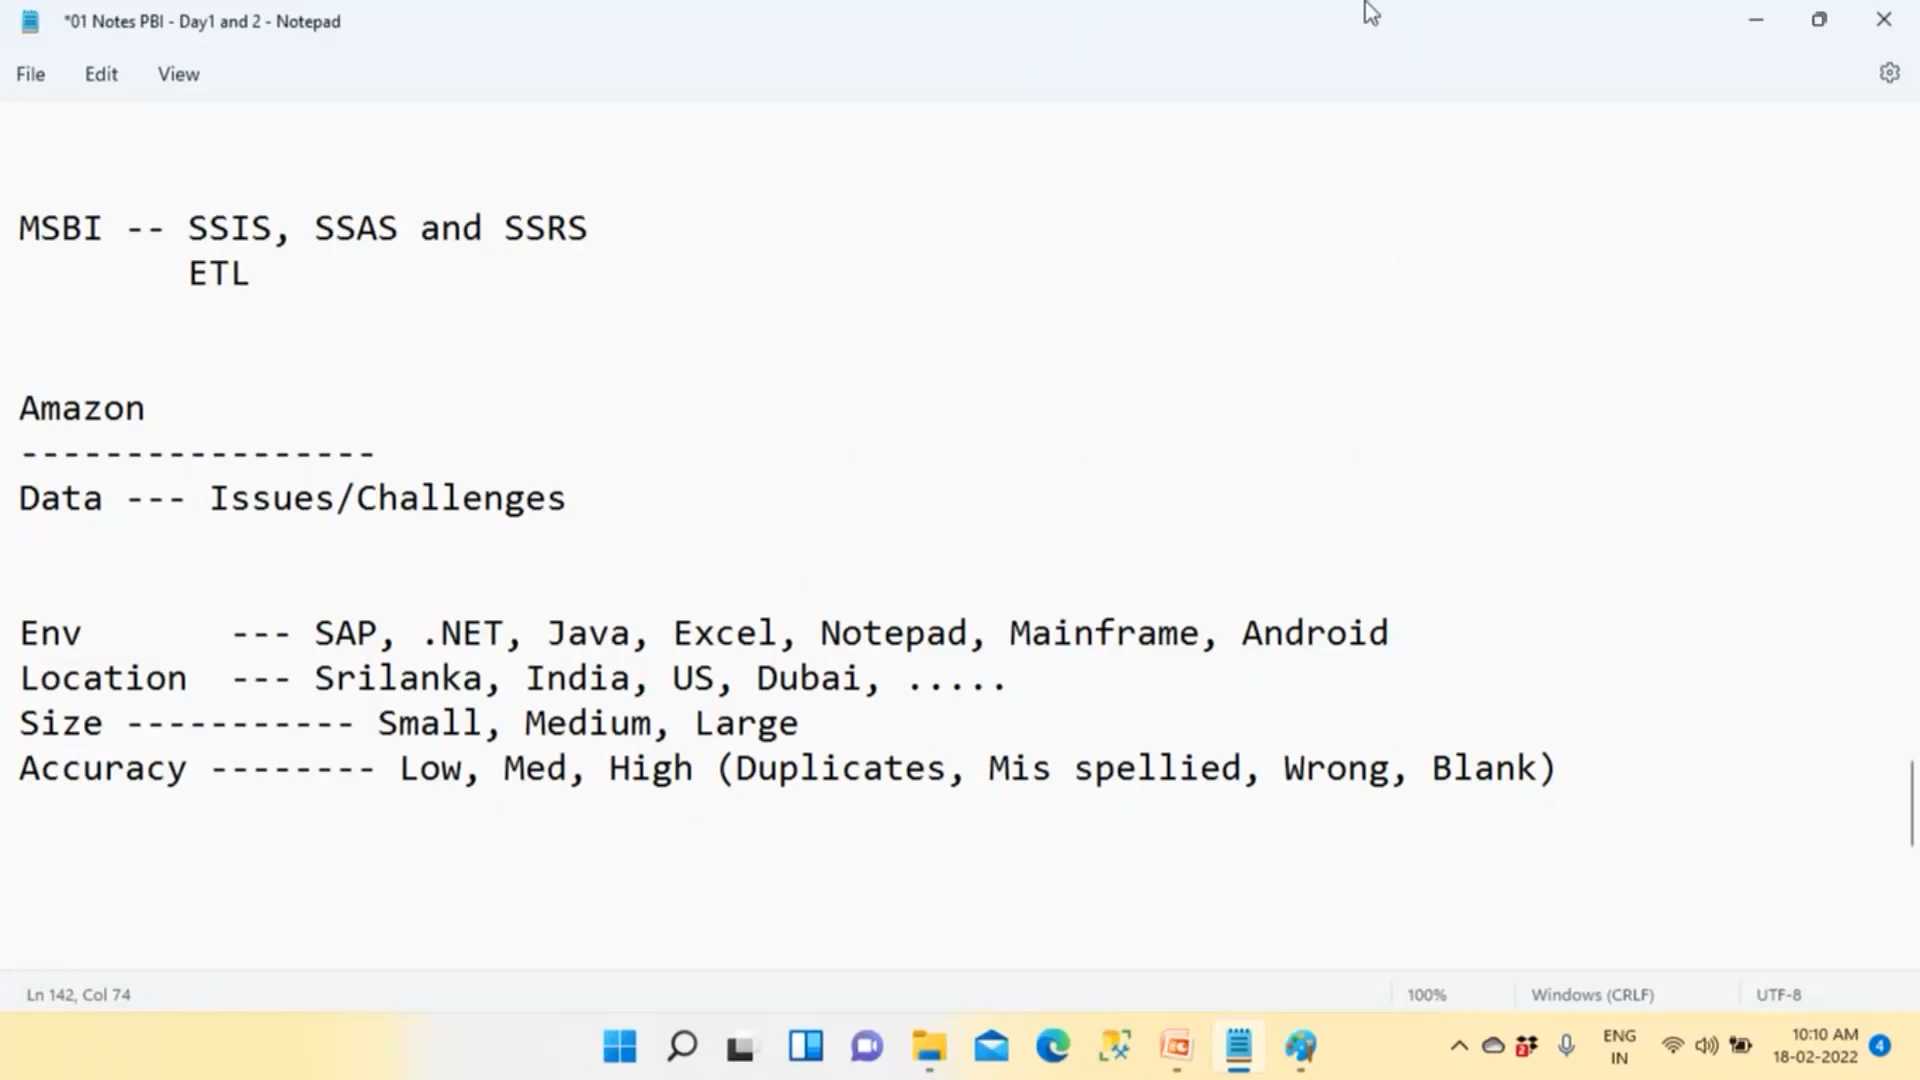 *01 Notes PBI - Day1 and 2 - Notepad
File Edit View
MSBI -- SSIS, SSAS and SSRS
ETL
Amazon
-----------------
Data --- Issues/Challenges
Env --- SAP, .NET, Java, Excel, Notepad, Mainframe, Android
Location --- Srilanka, India, US, Dubai, .....
Size ----------- Small, Medium, Large
Accuracy -------- Low, Med, High (Duplicates, Mis spellied, Wrong, Blank)
Ln 142, Col 74 100% Windows (CRLF) UTF-8
ENG 10:10 AM
IN 18-02-2022 4
2